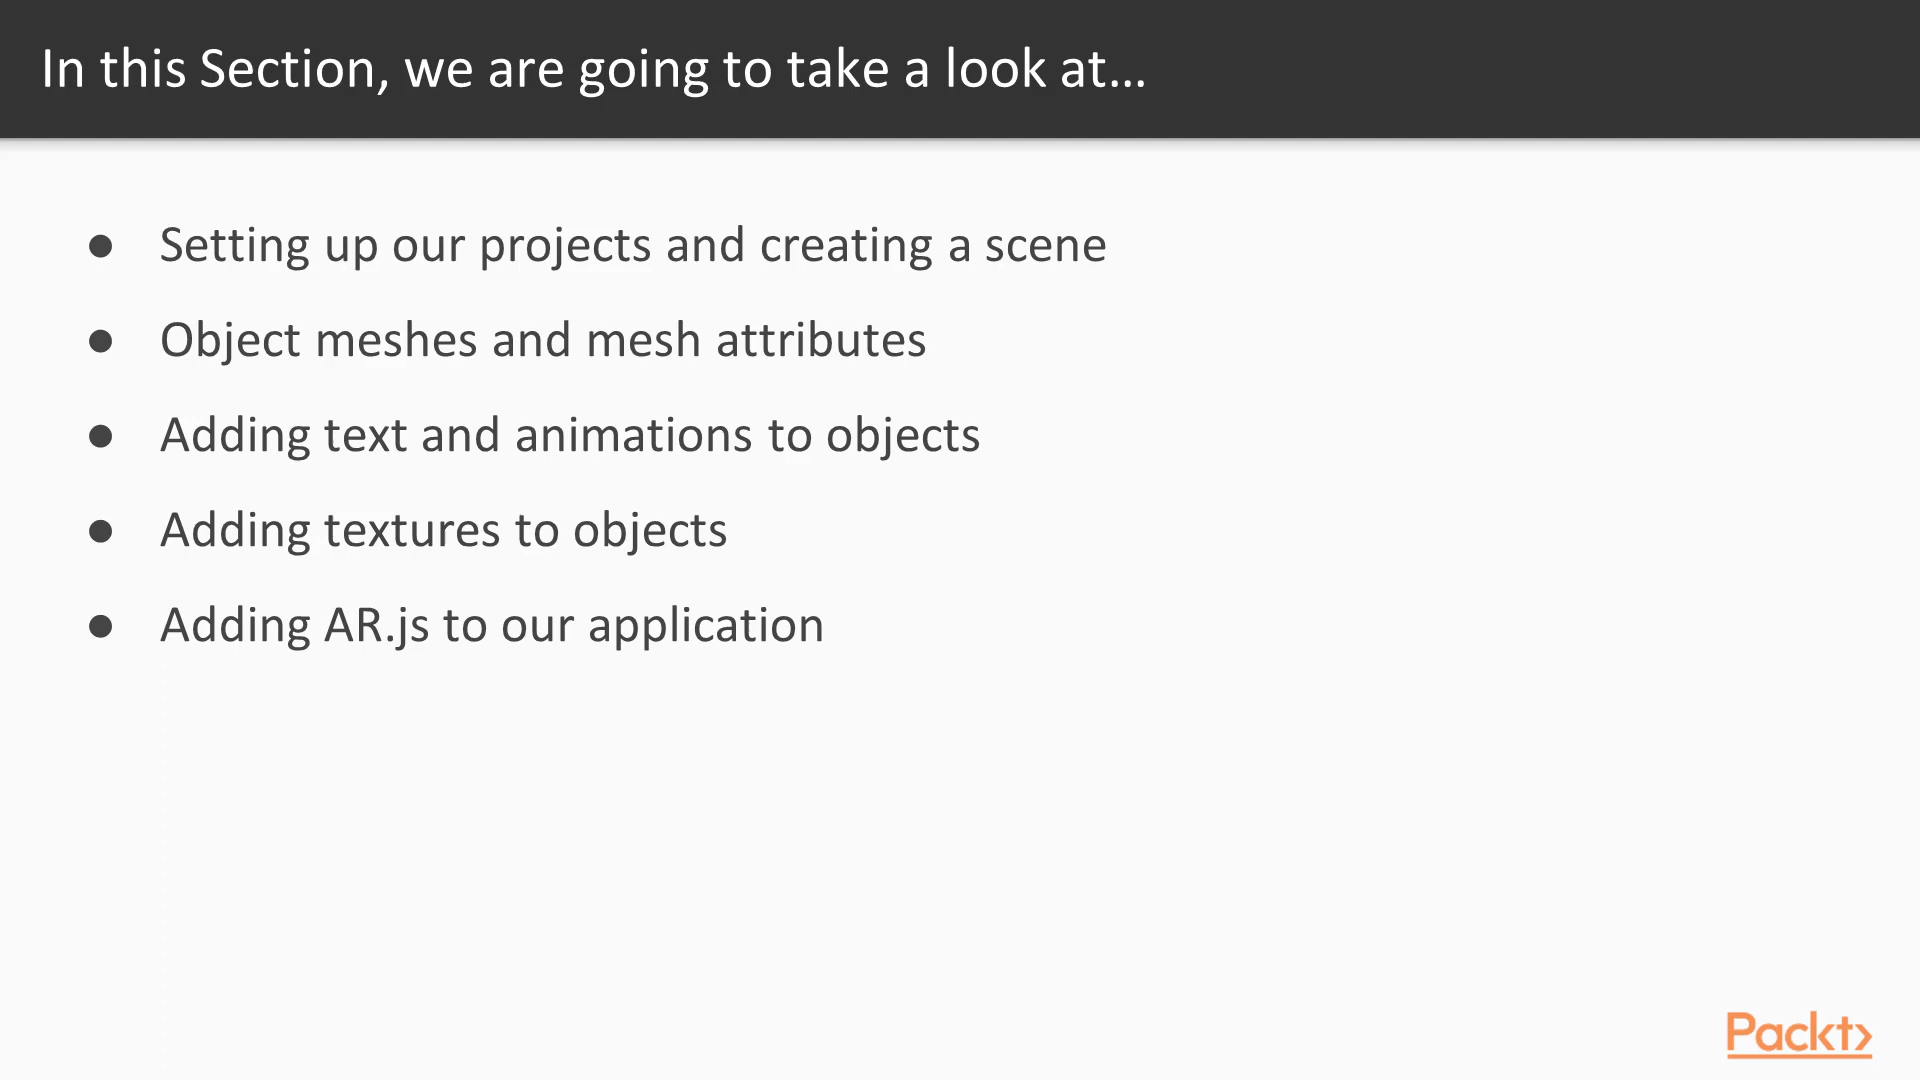 In this Section, we are going to take a look at...
● Setting up our projects and creating a scene
● Object meshes and mesh attributes
● Adding text and animations to objects
● Adding textures to objects
● Adding AR.js to our application
Packt>